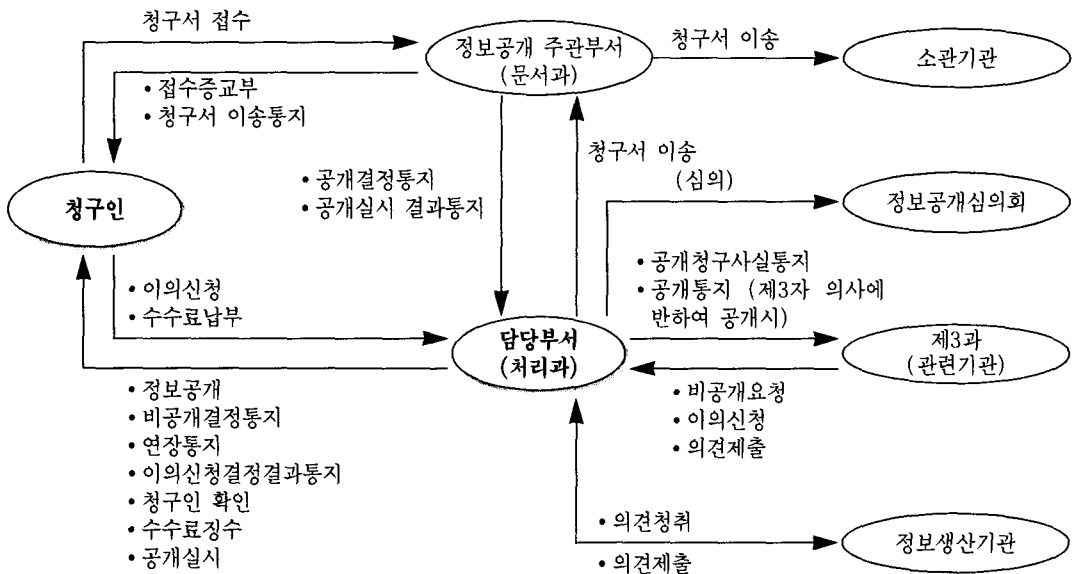 청구서 접수
정보공개 주관부서
(문서과)
청구서 이송
소관기관
• 접수증교부
• 청구서 이송통지
청구서 이송
(심의)
• 공개결정통지
• 공개실시 결과통지
청구인
정보공개심의회
• 공개청구사실통지
• 공개통지 (제3자 의사에
반하여 공개시)
• 이의신청
• 수수료납부
담당부서
(처리과)
제3과
(관련기관)
• 정보공개
• 비공개결정통지
• 연장통지
• 이의신청결정결과통지
• 청구인 확인
• 수수료징수
• 공개실시
• 비공개요청
• 이의신청
• 의견제출
• 의견청취
• 의견제출
정보생산기관